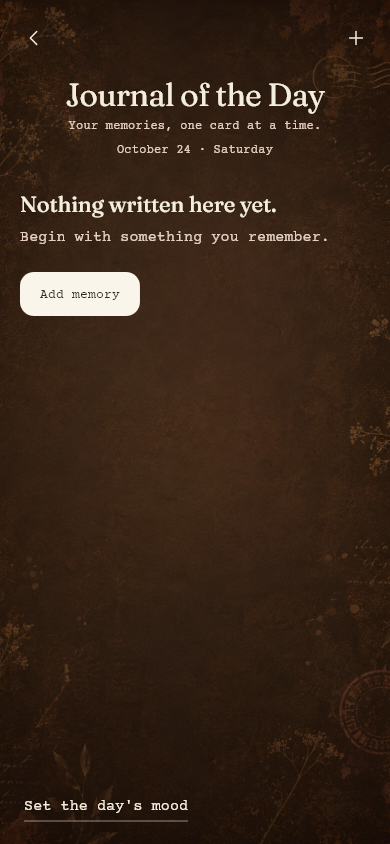 Journal of the Day
Your memories, one card at a time.
October 24 · Saturday
Nothing written here yet.
Begin with something you remember.
Add memory
Set the day's mood